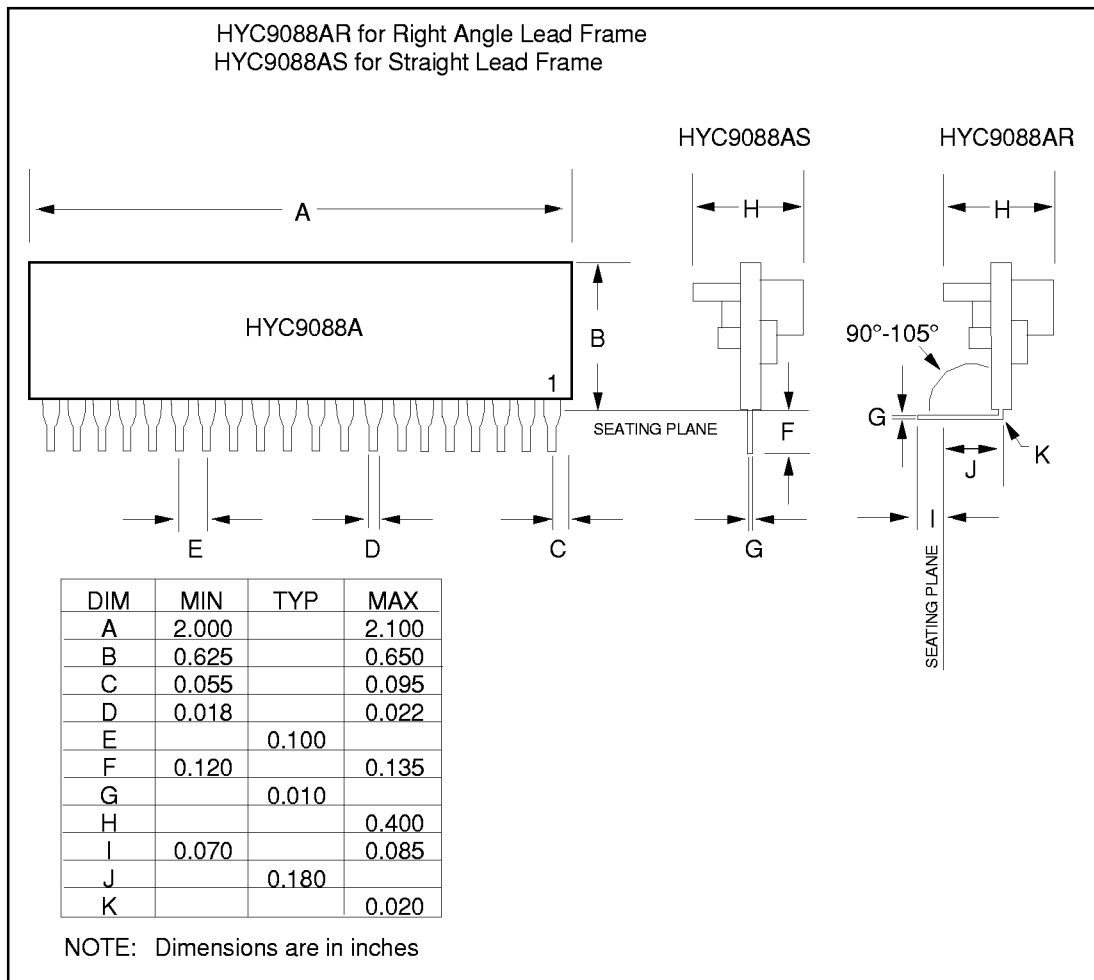 HYC9088AR for Right Angle Lead Frame
HYC9088AS for Straight Lead Frame
HYC9088AS
HYC9088AR
A
H
H
HYC9088A
B
1
90°-105°
SEATING PLANE
F
G
J
K
I
E
D
C
G
SEATING PLANE
DIM MIN TYP MAX
A 2.000 2.100
B 0.625 0.650
C 0.055 0.095
D 0.018 0.022
E 0.100
F 0.120 0.135
G 0.010
H 0.400
I 0.070 0.085
J 0.180
K 0.020
NOTE: Dimensions are in inches